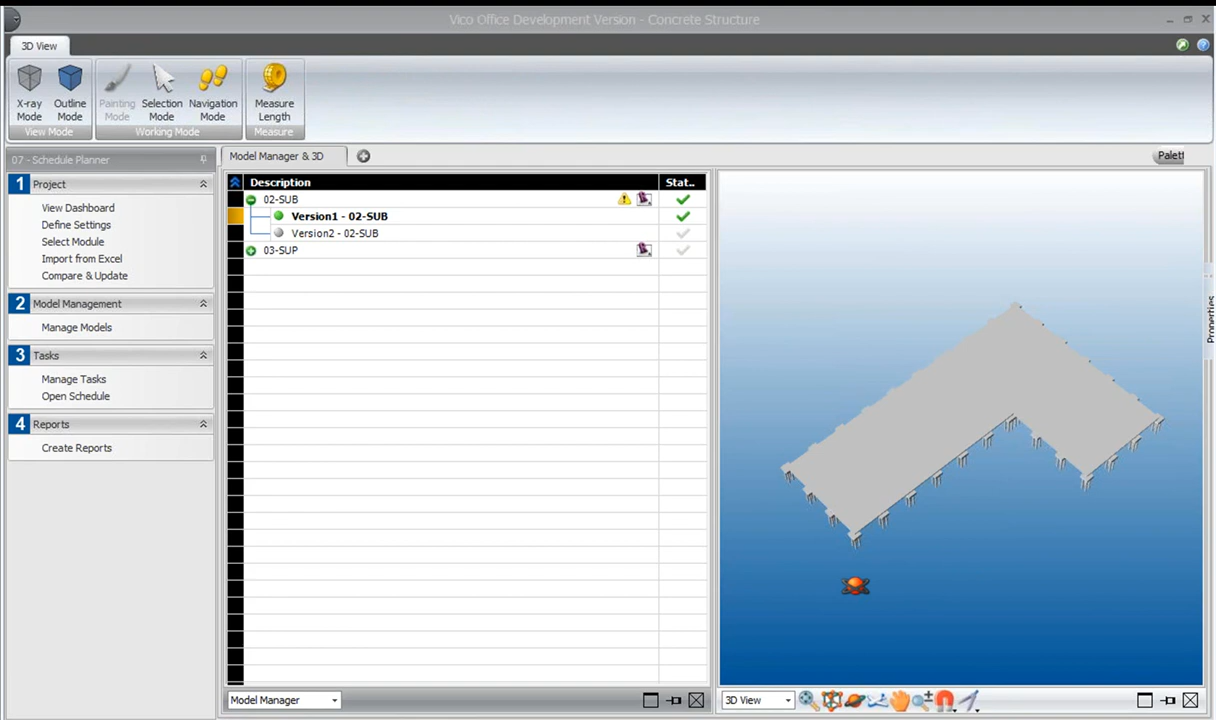 Vico Office Development Version - Concrete Structure
3D View
X-ray Mode
Outline Mode
Painting Mode
Selection Mode
Navigation Mode
Measure Length
View Mode
Working Mode
Measure
07 - Schedule Planner
Model Manager & 3D
Palett
1 Project
View Dashboard
Define Settings
Select Module
Import from Excel
Compare & Update
2 Model Management
Manage Models
3 Tasks
Manage Tasks
Open Schedule
4 Reports
Create Reports
Description Stat..
02-SUB
Version1 - 02-SUB
Version2 - 02-SUB
03-SUP
Properties
Model Manager
3D View